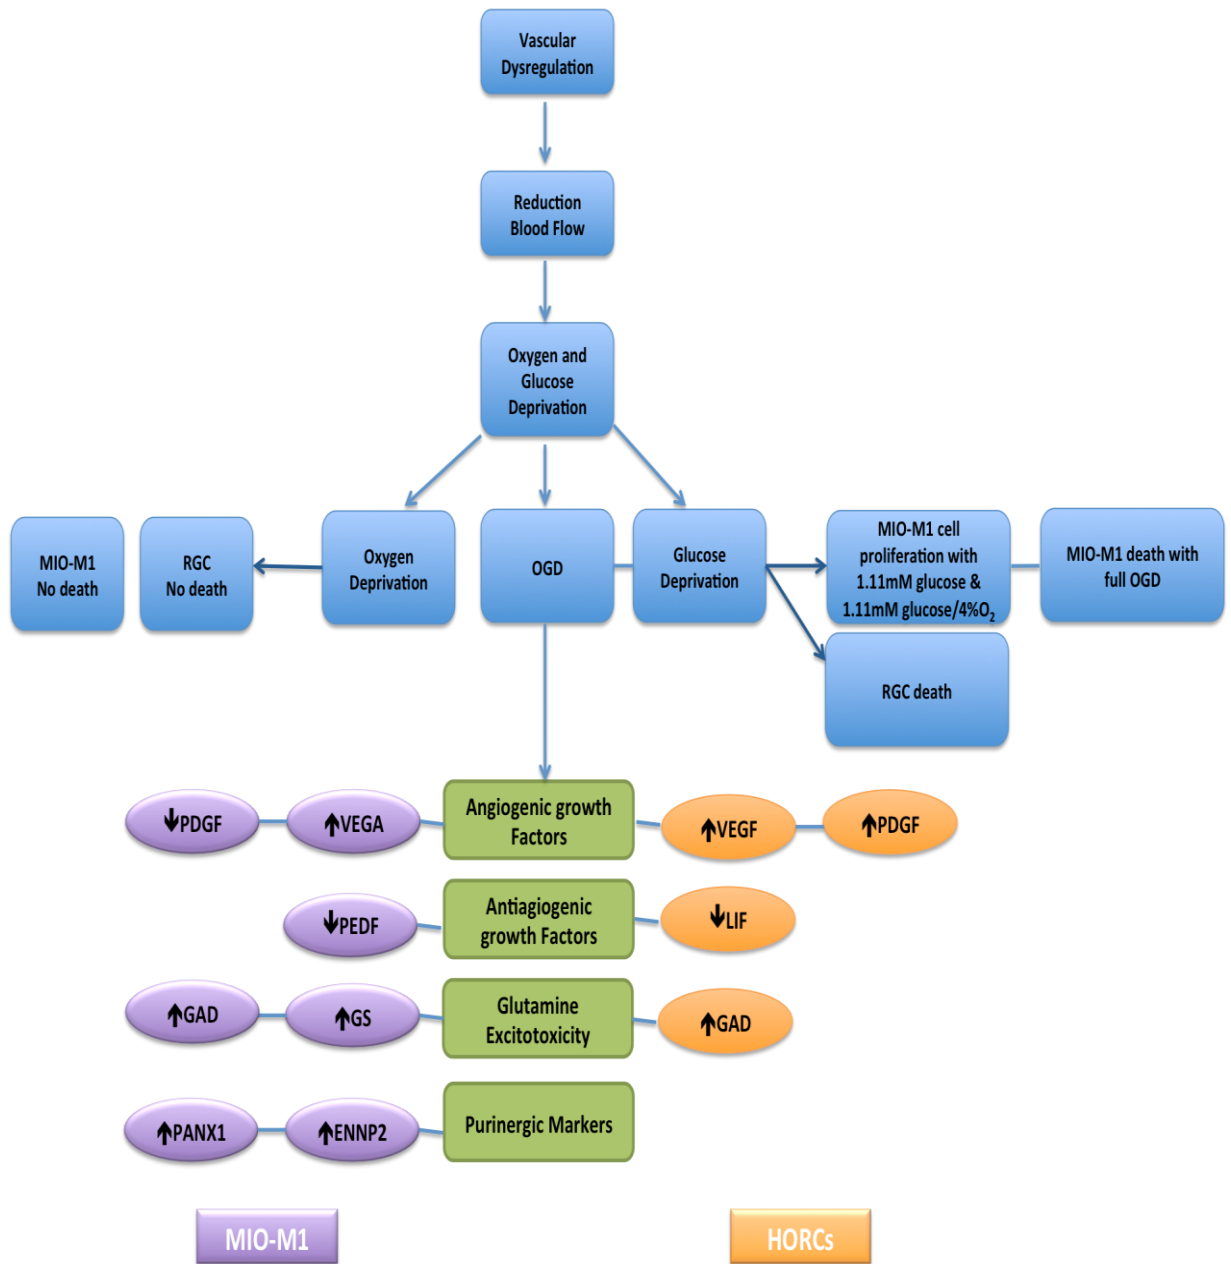 Vascular
Dysregulation
Reduction
Blood Flow
Oxygen and
Glucose
Deprivation
MIO-M1
No death
RGC
No death
Oxygen
Deprivation
OGD
Glucose
Deprivation
MIO-M1 cell
proliferation with
1.11mM glucose &
1.11mM glucose/4%O₂
MIO-M1 death with
full OGD
RGC death
↓PDGF
↑VEGA
Angiogenic growth
Factors
↑VEGF
↑PDGF
↓PEDF
Antiagiogenic
growth Factors
↓LIF
↑GAD
↑GS
Glutamine
Excitotoxicity
↑GAD
↑PANX1
↑ENNP2
Purinergic Markers
MIO-M1
HORCs